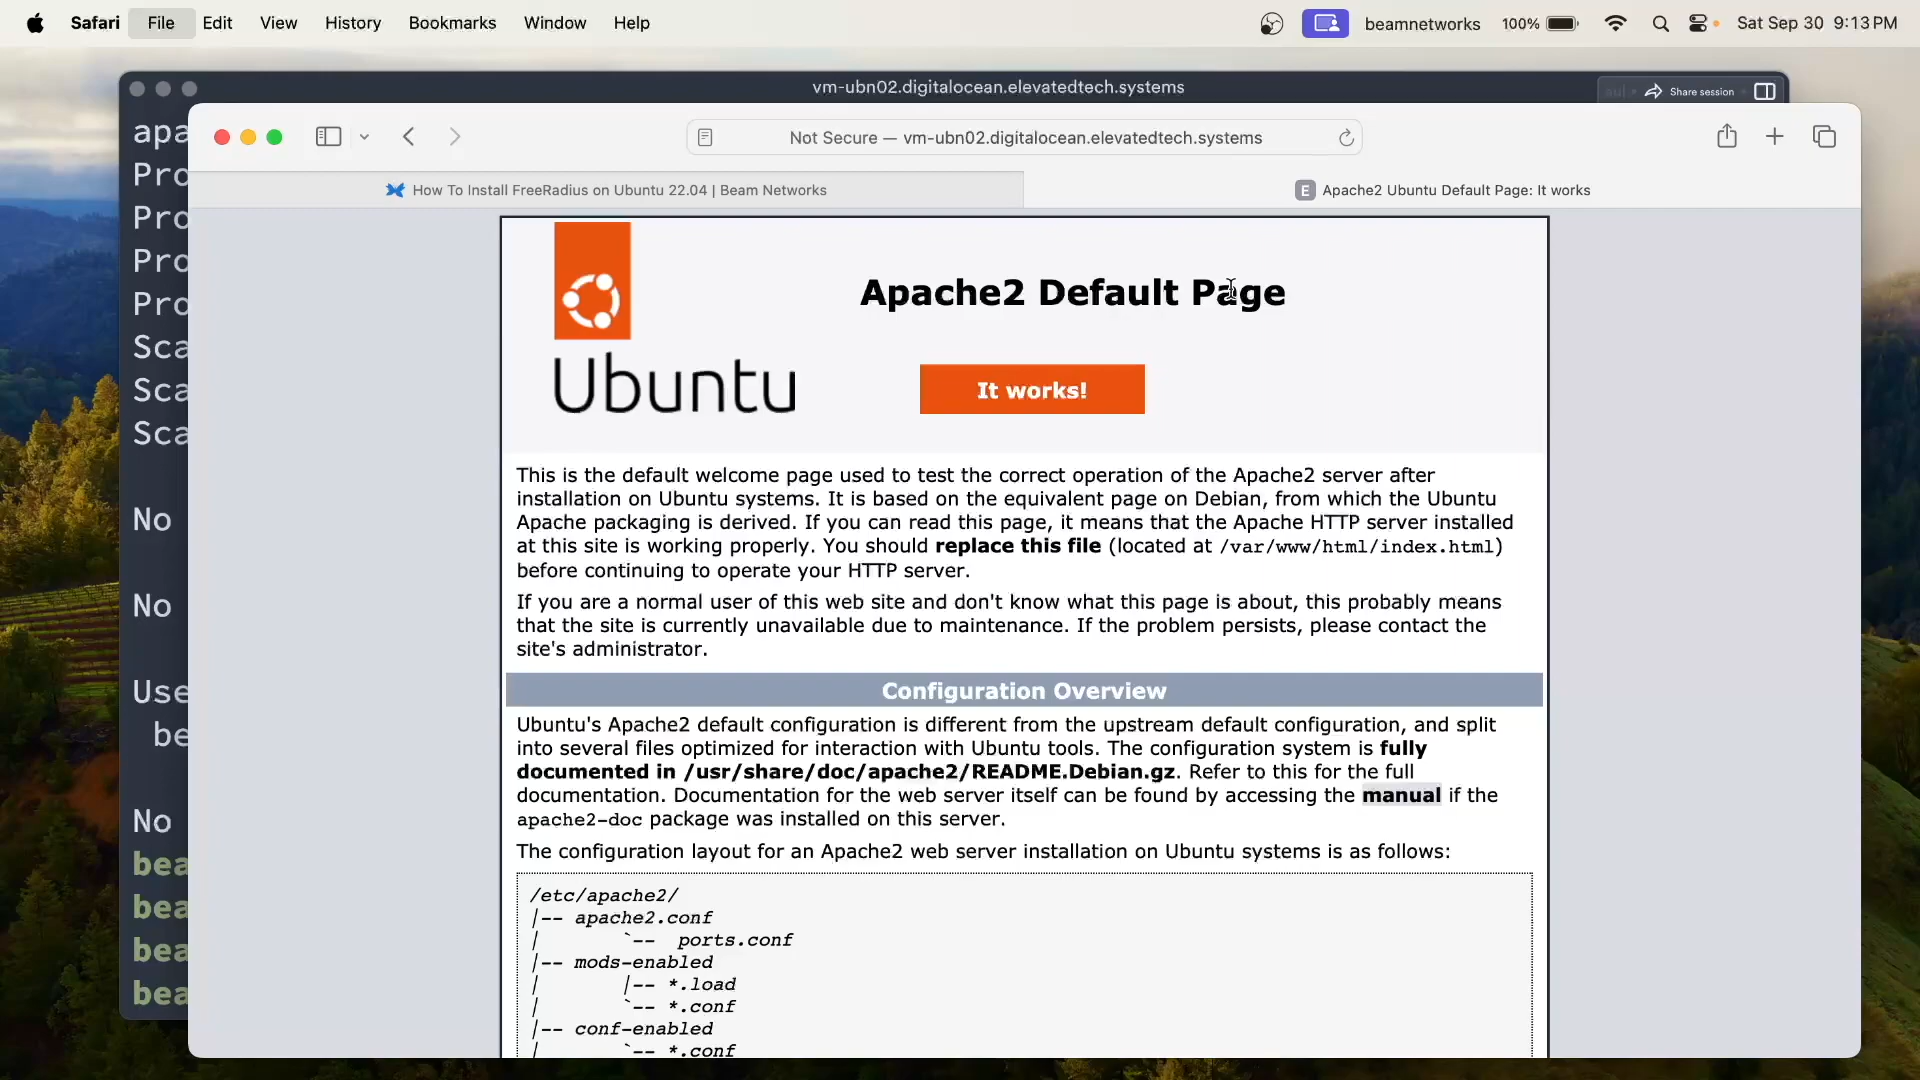 Safari File Edit View History Bookmarks Window Help beamnetworks 100% Sat Sep 30 9:13 PM
vm-ubn02.digitalocean.elevatedtech.systems
Share session
Not Secure — vm-ubn02.digitalocean.elevatedtech.systems
How To Install FreeRadius on Ubuntu 22.04 | Beam Networks
E Apache2 Ubuntu Default Page: It works
apa
Pro
Pro
Pro
Pro
Sca
Sca
Sca
No
No
Use
be
No
bea
bea
bea
bea
Apache2 Default Page
Ubuntu
It works!
This is the default welcome page used to test the correct operation of the Apache2 server after
installation on Ubuntu systems. It is based on the equivalent page on Debian, from which the Ubuntu
Apache packaging is derived. If you can read this page, it means that the Apache HTTP server installed
at this site is working properly. You should replace this file (located at /var/www/html/index.html)
before continuing to operate your HTTP server.
If you are a normal user of this web site and don't know what this page is about, this probably means
that the site is currently unavailable due to maintenance. If the problem persists, please contact the
site's administrator.
Configuration Overview
Ubuntu's Apache2 default configuration is different from the upstream default configuration, and split
into several files optimized for interaction with Ubuntu tools. The configuration system is fully
documented in /usr/share/doc/apache2/README.Debian.gz. Refer to this for the full
documentation. Documentation for the web server itself can be found by accessing the manual if the
apache2-doc package was installed on this server.
The configuration layout for an Apache2 web server installation on Ubuntu systems is as follows:
/etc/apache2/
|-- apache2.conf
|       `--  ports.conf
|-- mods-enabled
|       |-- *.load
|       `-- *.conf
|-- conf-enabled
|       `-- *.conf